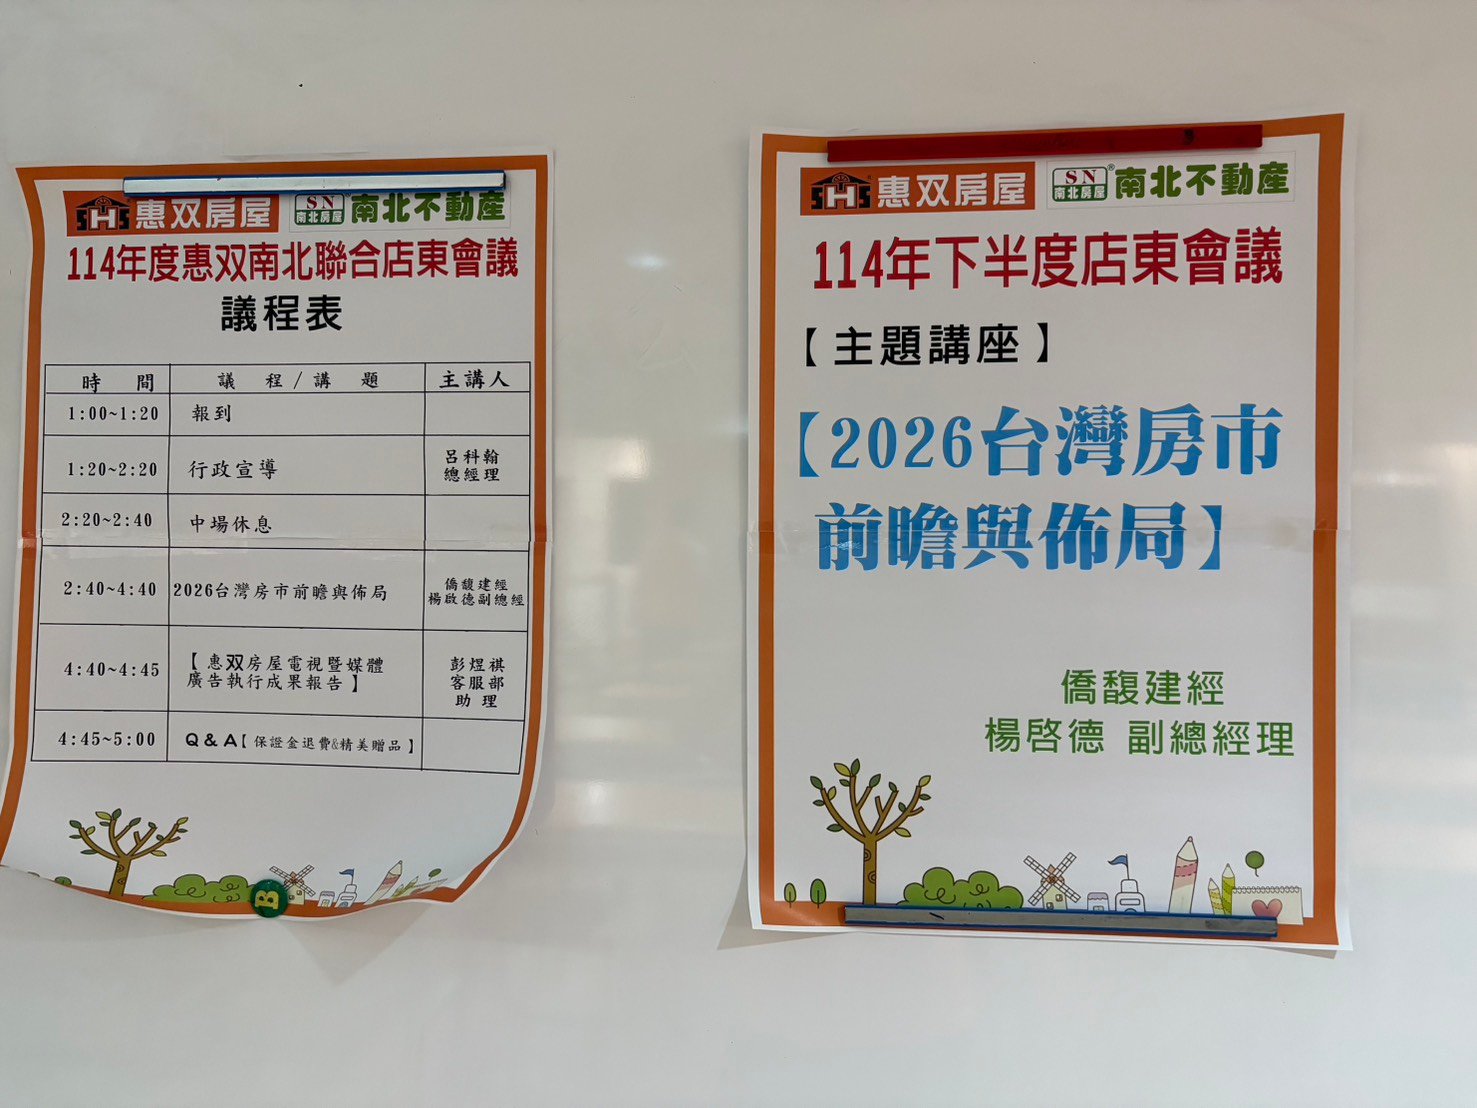 SHS 惠双房屋 SN 南北房屋 南北不動產
114年度惠双南北聯合店東會議
議程表
時 間 議 程/講 題 主講人
1:00~1:20 報到
1:20~2:20 行政宣導 呂科翰
總經理
2:20~2:40 中場休息
2:40~4:40 2026台灣房市前瞻與佈局 僑馥建經
楊啟德副總經
4:40~4:45 【惠双房屋電視暨媒體
廣告執行成果報告】 彭煜祺
客服部
助 理
4:45~5:00 Q&A【保證金退費&精美贈品】
B
SHS® 惠双房屋 SN 南北房屋® 南北不動產
114年下半度店東會議
【主題講座】
【2026台灣房市
前瞻與佈局】
僑馥建經
楊啓德 副總經理